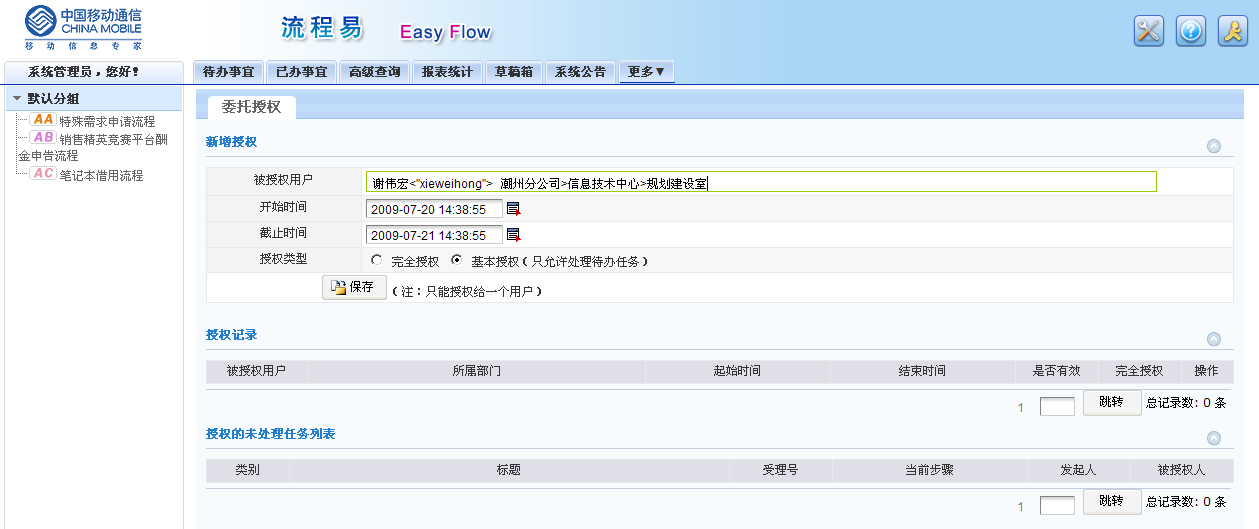 中国移动通信
CHINA MOBILE
移动信息专家
流程易 Easy Flow
系统管理员，您好!
待办事宜 已办事宜 高级查询 报表统计 草稿箱 系统公告 更多▼
默认分组
AA 特殊需求申请流程
AB 销售精英竞赛平台酬
金申告流程
AC 笔记本借用流程
委托授权
新增授权
被授权用户 谢伟宏<"xieweihong"> 潮州分公司>信息技术中心>规划建设室
开始时间 2009-07-20 14:38:55
截止时间 2009-07-21 14:38:55
授权类型 完全授权 基本授权（只允许处理待办任务）
保存 （注：只能授权给一个用户）
授权记录
被授权用户 所属部门 起始时间 结束时间 是否有效 完全授权 操作
1 跳转 总记录数: 0 条
授权的未处理任务列表
类别 标题 受理号 当前步骤 发起人 被授权人
1 跳转 总记录数: 0 条